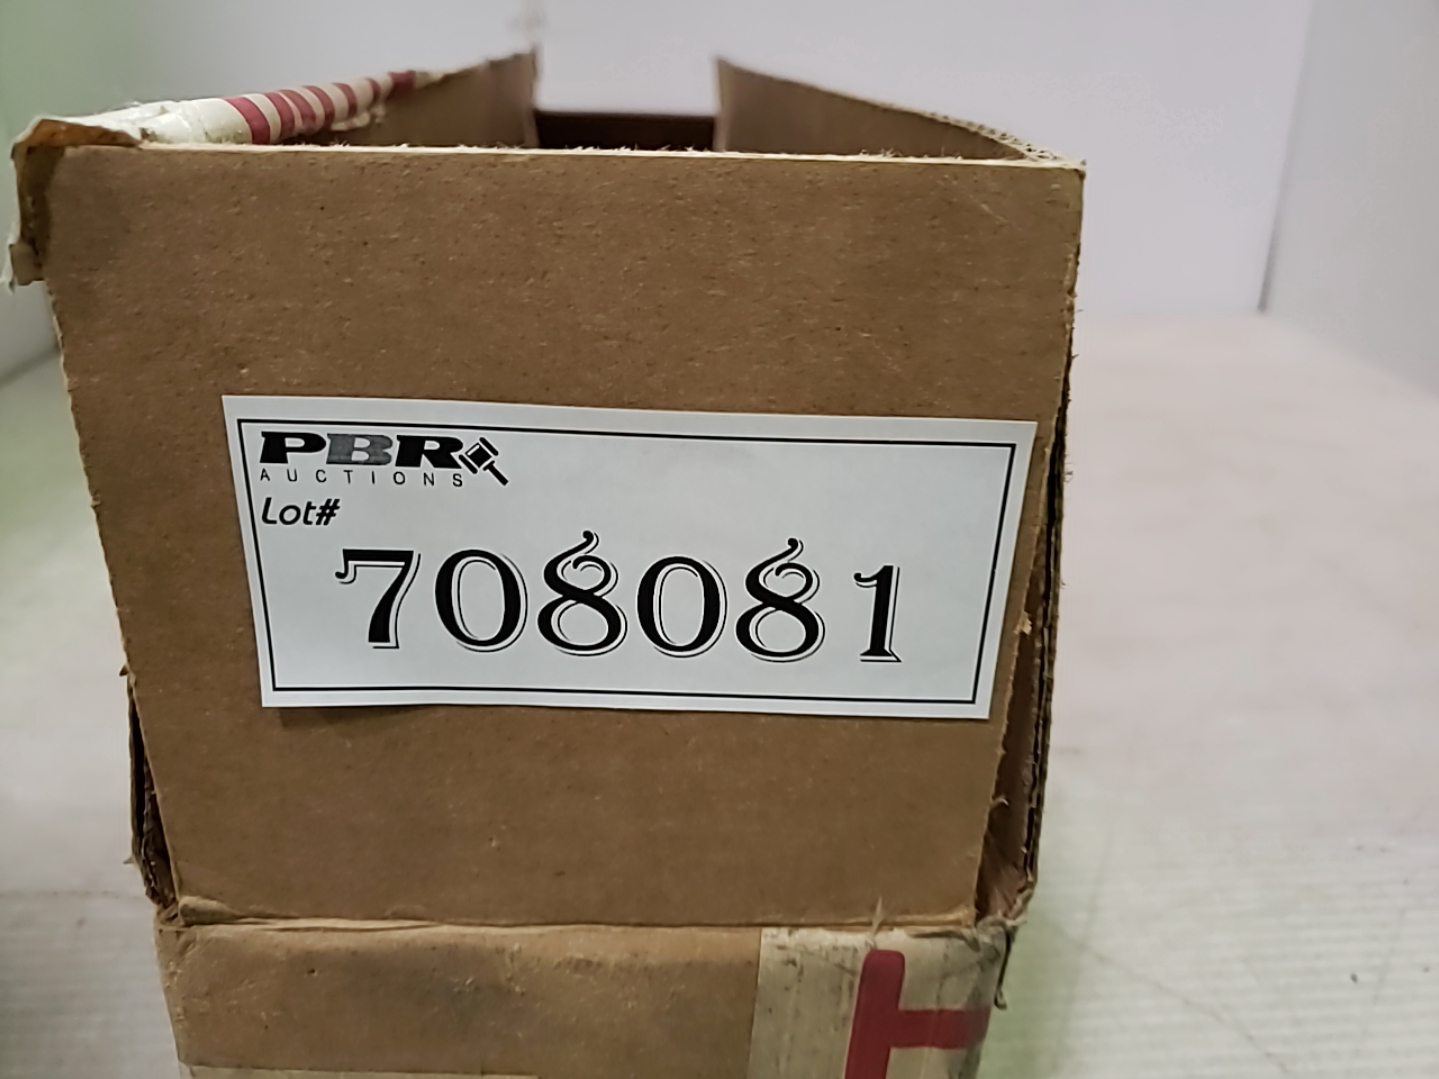 PBR
AUCTIONS
Lot#
708081